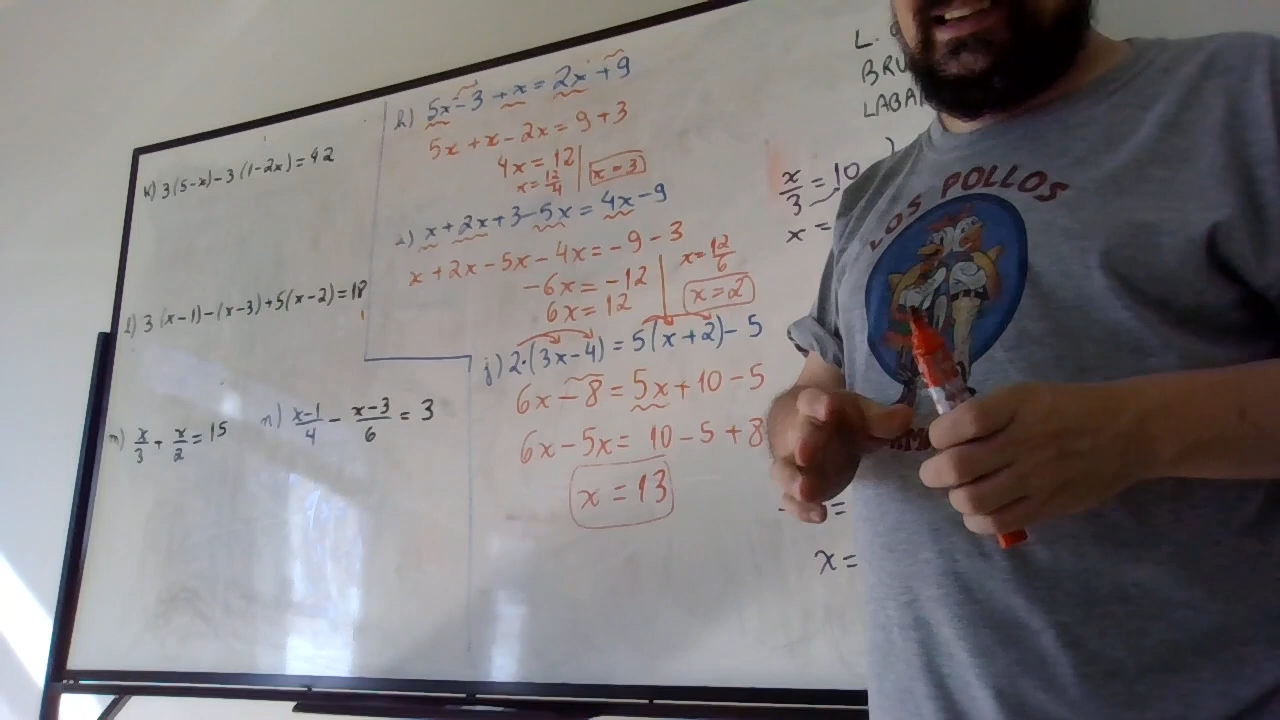 k) 3(5-x)-3(1-2x)=42
l) 3(x-1)-(x-3)+5(x-2)=18
m) x/3 + x/2 = 15
n) x-1/4 - x-3/6 = 3
h) 5x-3+x=2x+9
5x+x-2x=9+3
4x=12
x=12/4
x=3
x+2x+3-5x=4x-9
x+2x-5x-4x=-9-3
-6x=-12
6x=12
x=12/6
x=2
j) 2·(3x-4)=5(x+2)-5
6x-8=5x+10-5
6x-5x=10-5+8
x=13
L.
BRU
LABA
x/3=10
x=
x=
LOS POLLOS